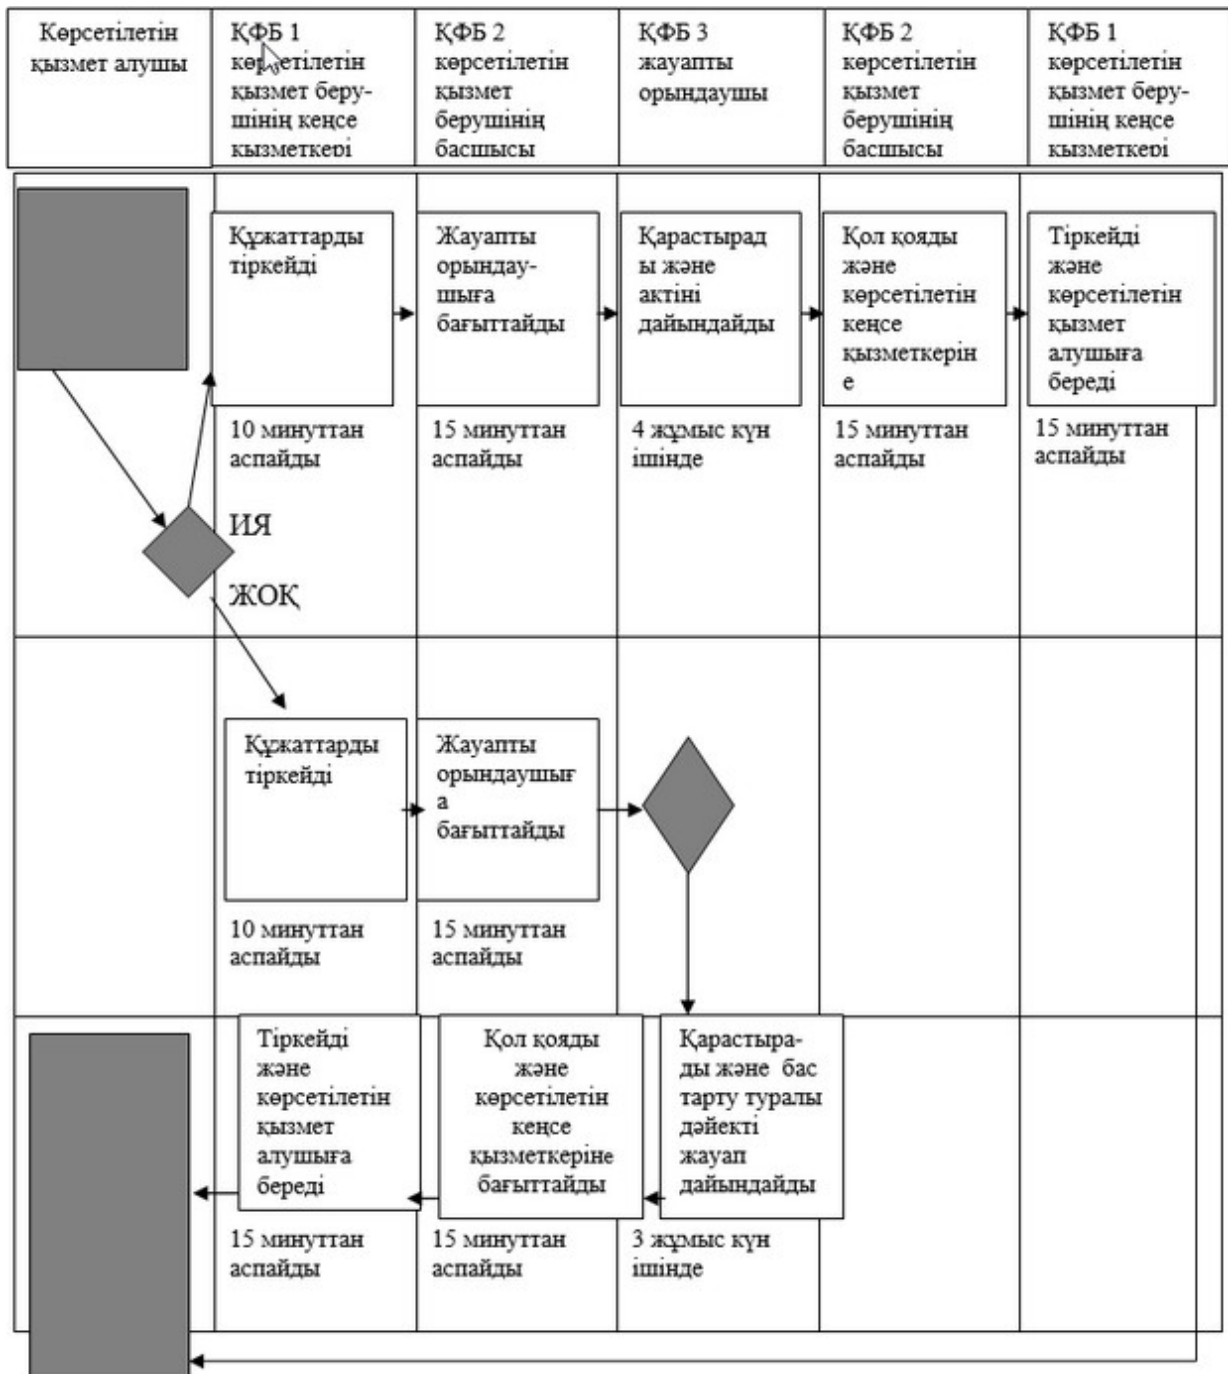 Көрсетілетін
қызмет алушы
ҚФБ 1
көрсетілетін
қызмет беру-
шінің кеңсе
қызметкері
ҚФБ 2
көрсетілетін
қызмет
берушінің
басшысы
ҚФБ 3
жауапты
орындаушы
ҚФБ 2
көрсетілетін
қызмет
берушінің
басшысы
ҚФБ 1
көрсетілетін
қызмет беру-
шінің кеңсе
қызметкері
Құжаттарды
тіркейді
Жауапты
орындау-
шыға
бағыттайды
Қарастырад
ы және
актіні
дайындайды
Қол қояды
және
көрсетілетін
кеңсе
қызметкерін
е
Тіркейді
және
көрсетілетін
қызмет
алушыға
береді
10 минуттан
аспайды
15 минуттан
аспайды
4 жұмыс күн
ішінде
15 минуттан
аспайды
15 минуттан
аспайды
ИЯ
ЖОҚ
Құжаттарды
тіркейді
Жауапты
орындаушығ
а
бағыттайды
10 минуттан
аспайды
15 минуттан
аспайды
Тіркейді
және
көрсетілетін
қызмет
алушыға
береді
Қол қояды
және
көрсетілетін
кеңсе
қызметкеріне
бағыттайды
Қарастыра-
ды және бас
тарту туралы
дәйекті
жауап
дайындайды
15 минуттан
аспайды
15 минуттан
аспайды
3 жұмыс күн
ішінде